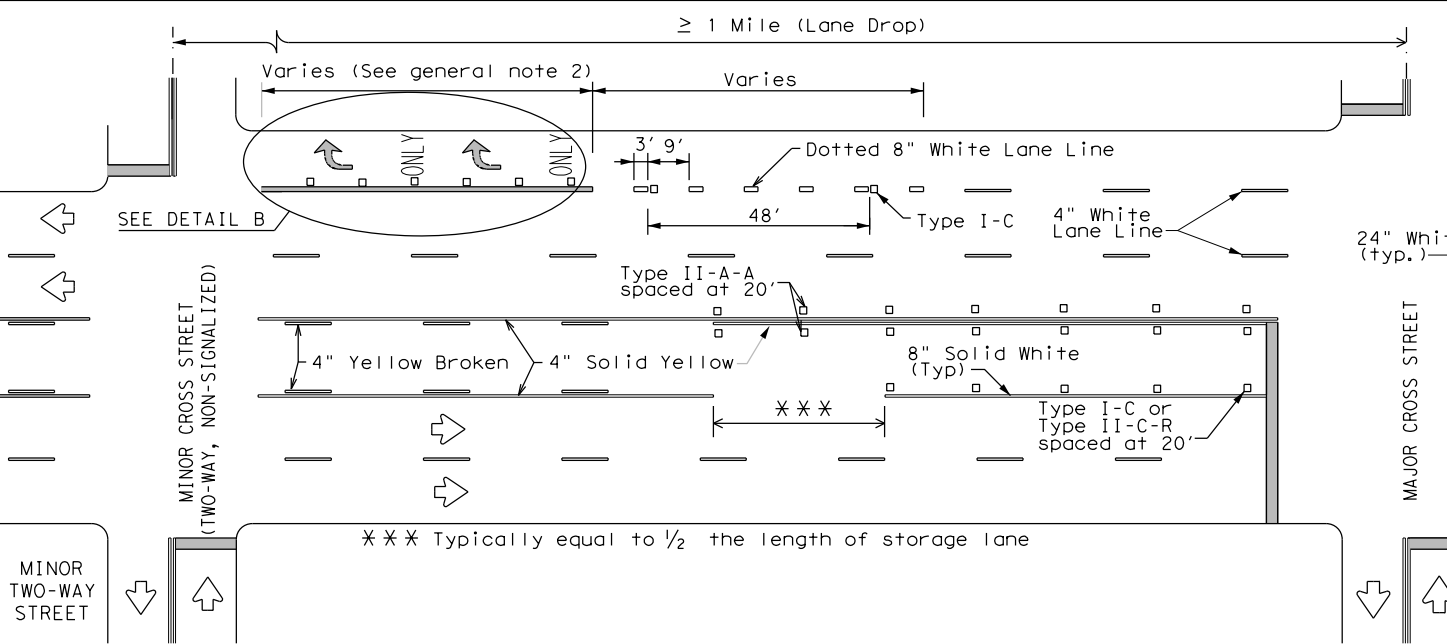 ≥ 1 Mile (Lane Drop)
Varies (See general note 2)
Varies
ONLY
ONLY
3' 9'
Dotted 8" White Lane Line
48'
Type I-C
4" White
Lane Line
SEE DETAIL B
24" Whi
(typ.)
Type II-A-A
spaced at 20'
MINOR CROSS STREET
(TWO-WAY, NON-SIGNALIZED)
4" Yellow Broken
4" Solid Yellow
8" Solid White
(Typ)
***
Type I-C or
Type II-C-R
spaced at 20'
MAJOR CROSS STREET
*** Typically equal to ½ the length of storage lane
MINOR
TWO-WAY
STREET